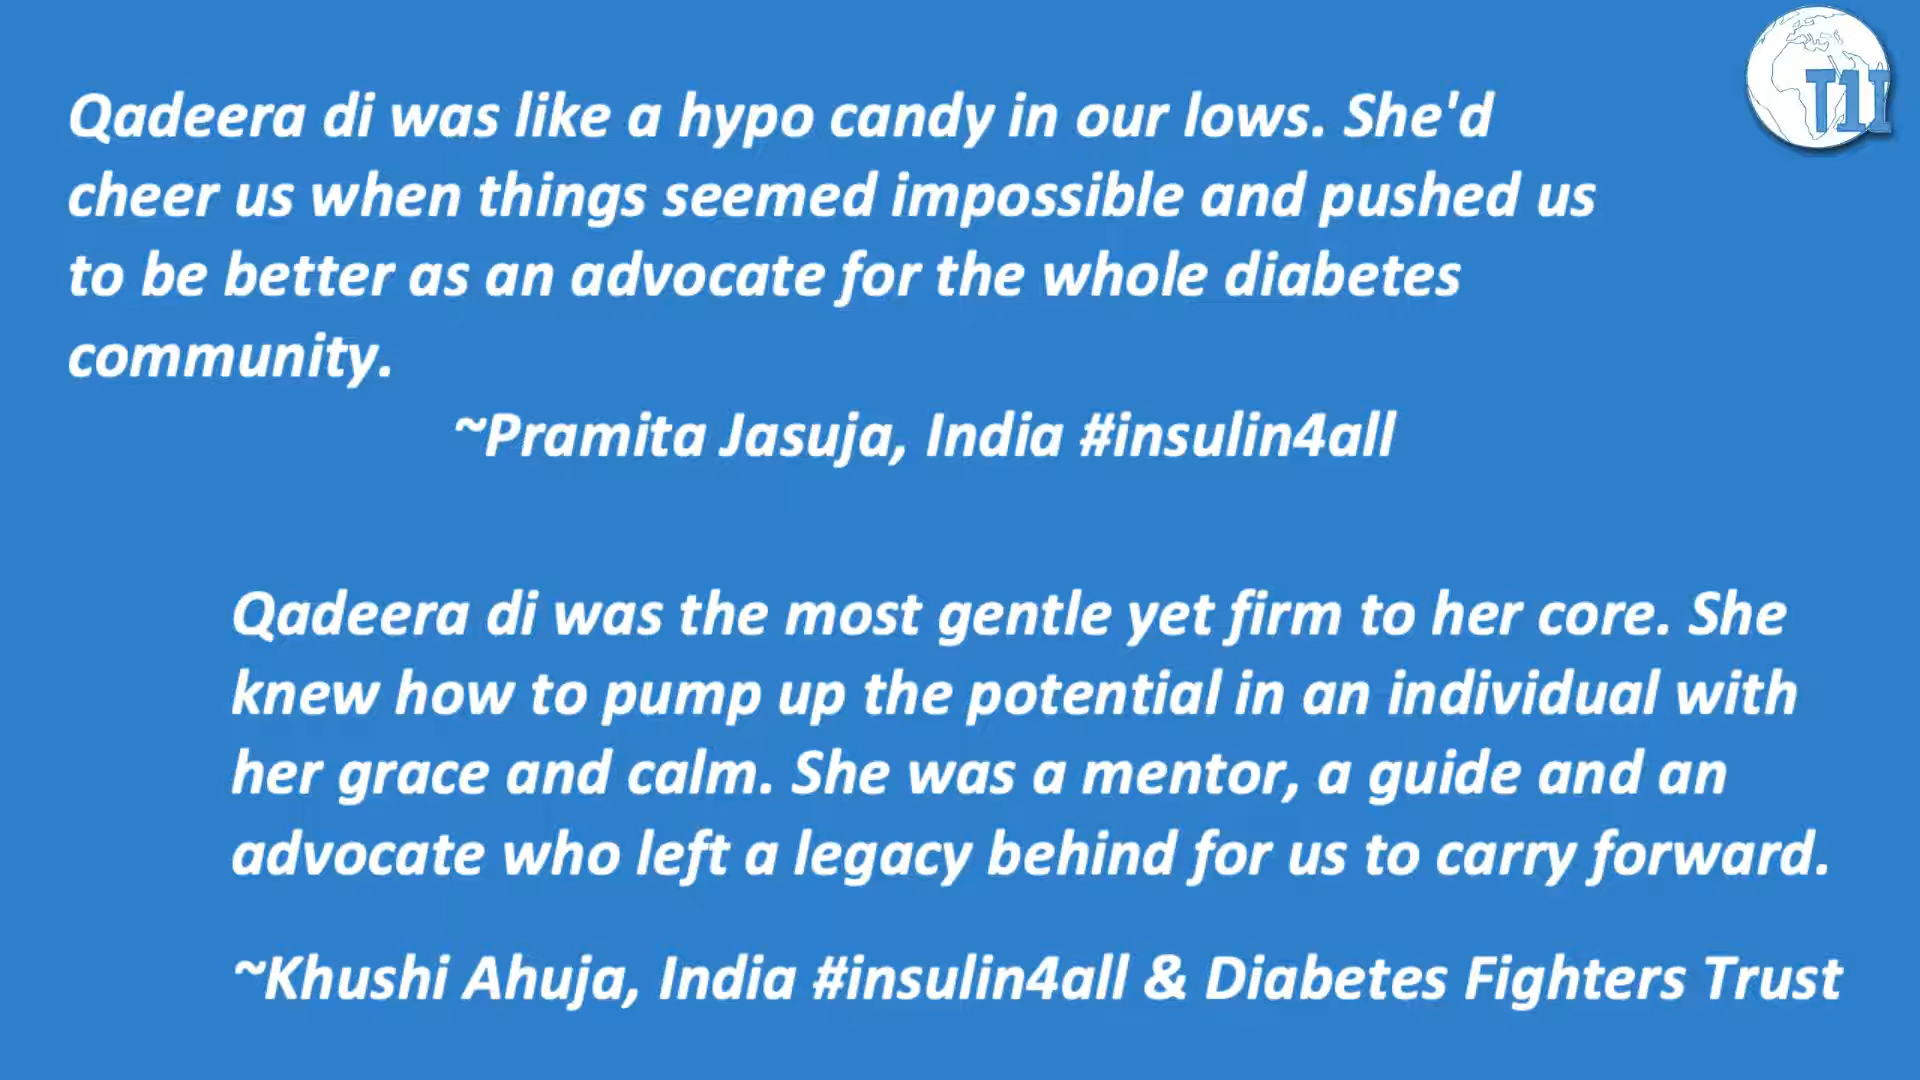 T1I
Qadeera di was like a hypo candy in our lows. She'd
cheer us when things seemed impossible and pushed us
to be better as an advocate for the whole diabetes
community.
~Pramita Jasuja, India #insulin4all
Qadeera di was the most gentle yet firm to her core. She
knew how to pump up the potential in an individual with
her grace and calm. She was a mentor, a guide and an
advocate who left a legacy behind for us to carry forward.
~Khushi Ahuja, India #insulin4all & Diabetes Fighters Trust